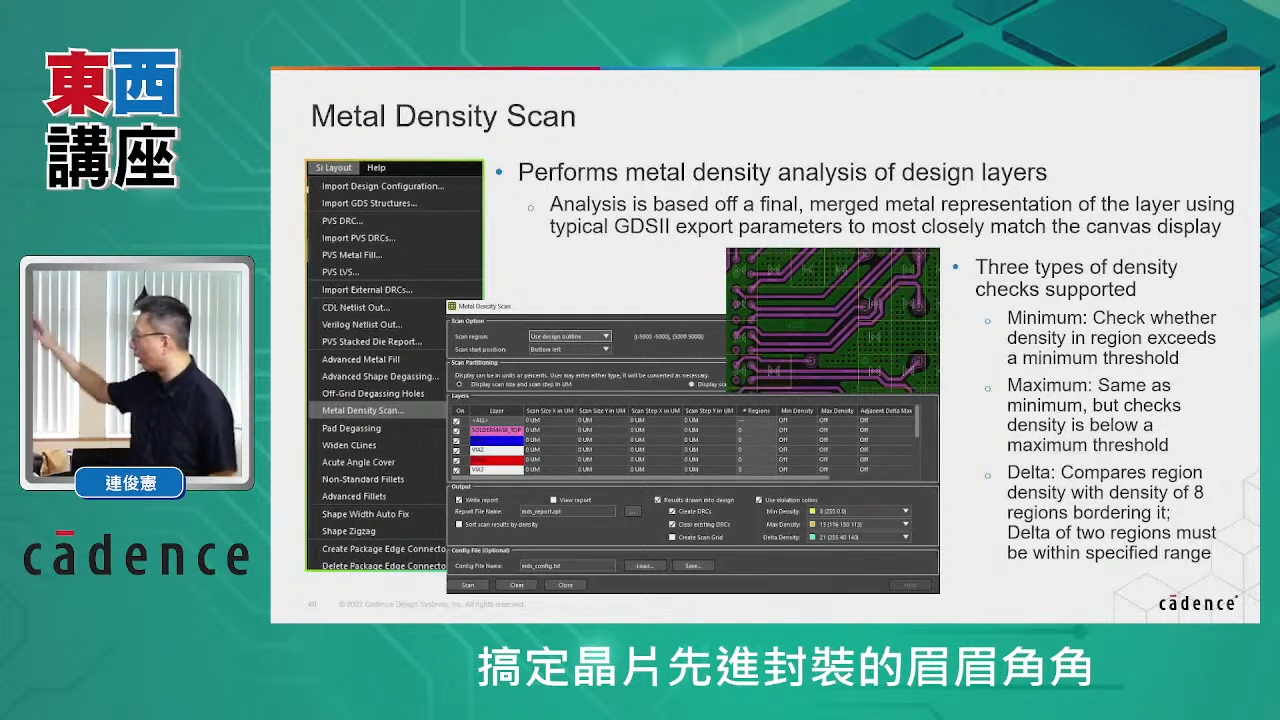 東西
講座
連俊憲
cādence
Metal Density Scan
Performs metal density analysis of design layers
Analysis is based off a final, merged metal representation of the layer using
typical GDSII export parameters to most closely match the canvas display
Three types of density
checks supported
Minimum: Check whether
density in region exceeds
a minimum threshold
Maximum: Same as
minimum, but checks
density is below a
maximum threshold
Delta: Compares region
density with density of 8
regions bordering it;
Delta of two regions must
be within specified range
SI Layout Help
Import Design Configuration...
Import GDS Structures...
PVS DRC...
Import PVS DRCs...
PVS Metal Fill...
PVS LVS...
Import External DRCs...
CDL Netlist Out...
Verilog Netlist Out...
PVS Stacked Die Report...
Advanced Metal Fill
Advanced Shape Degassing...
Off-Grid Degassing Holes
Metal Density Scan...
Pad Degassing
Widen CLines
Acute Angle Cover
Non-Standard Fillets
Advanced Fillets
Shape Width Auto Fix
Shape Zigzag
Create Package Edge Connecto
Delete Package Edge Connecto
Metal Density Scan
Scan Option
Scan region: Use design outline ((-5000 -5000), (5000 5000))
Scan start position: Bottom left
Scan Partitioning
Display can be in units or percents. User may enter either type, it will be converted as necessary.
Display scan size and scan step in UM Display sc
Layers
On Layer Scan Size X in UM Scan Size Y in UM Scan Step X in UM Scan Step Y in UM # Regions Min Density Max Density Adjacent Delta Max
<ALL> 0 UM 0 UM 0 UM 0 UM --- Off Off Off
SOLDERMASK_TOP 0 UM 0 UM 0 UM 0 UM 0 Off Off Off
0 UM 0 UM 0 UM 0 UM 0 Off Off Off
VIA2 0 UM 0 UM 0 UM 0 UM 0 Off Off Off
0 UM 0 UM 0 UM 0 UM 0 Off Off Off
VIA3 0 UM 0 UM 0 UM 0 UM 0 Off Off Off
Output
Write report View report Results drawn into design Use violation colors
Report File Name: mds_report.rpt ... Create DRCs Min Density: 8 (255 0 0)
Sort scan results by density Clear existing DRCs Max Density: 13 (196 150 113)
Create Scan Grid Delta Density: 21 (255 40 140)
Config File (Optional)
Config File Name: mds_config.txt Load... Save...
Scan Clear Close
40 © 2022 Cadence Design Systems, Inc. All rights reserved.
cādence
搞定晶片先進封裝的眉眉角角